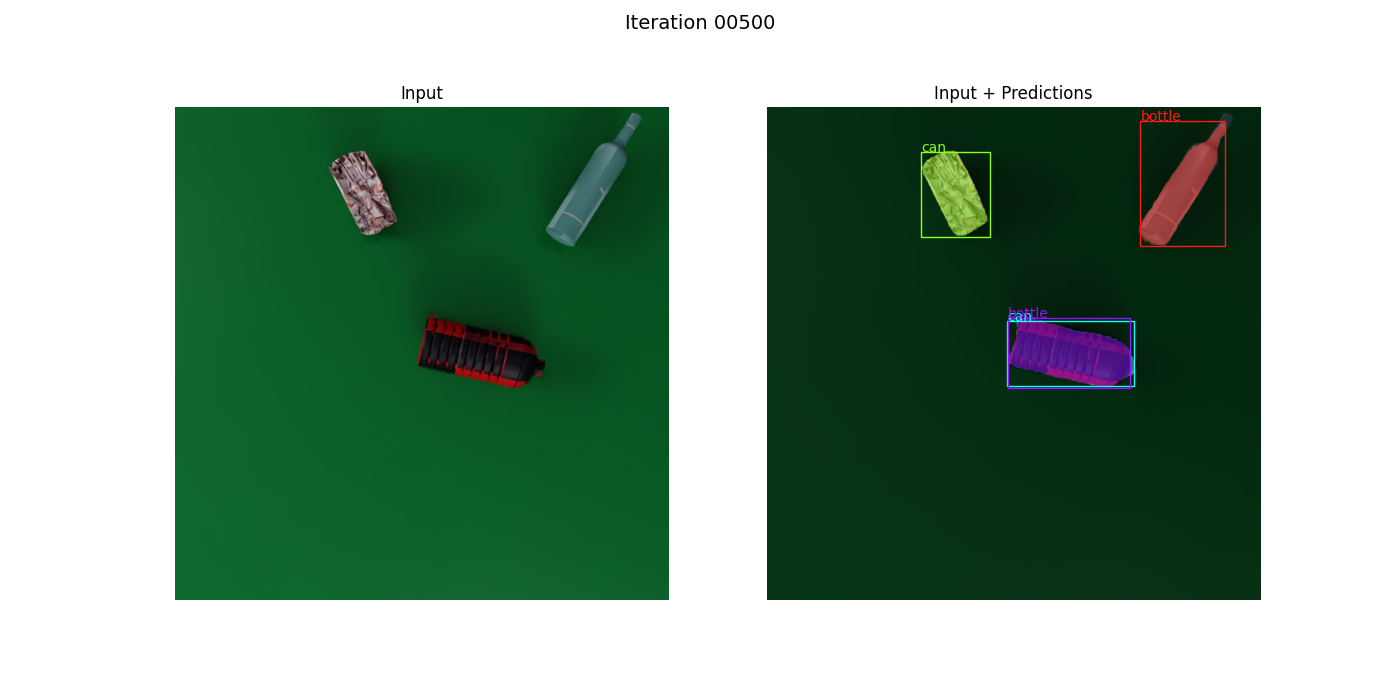 Iteration 00500
Input
Input + Predictions
bottle
can
bottle
can